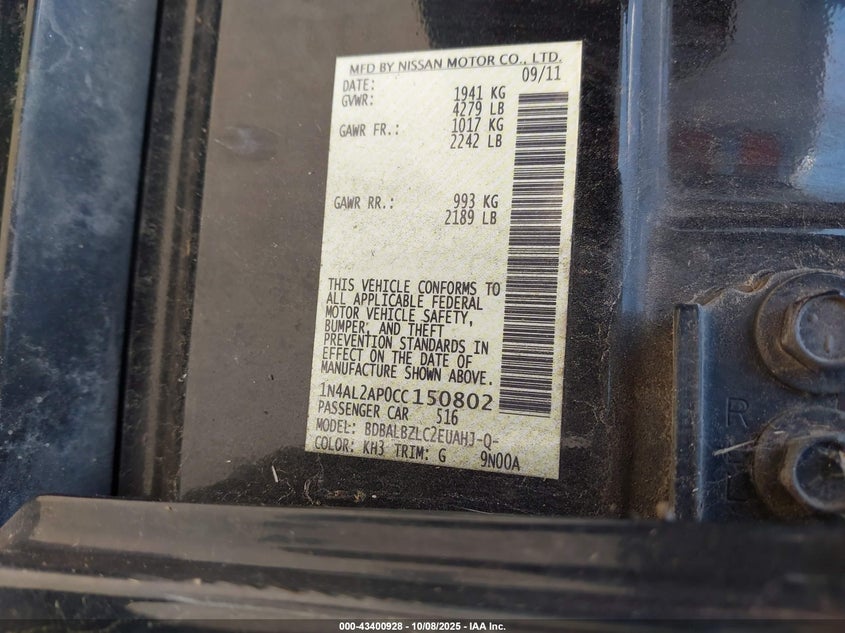 MFD BY NISSAN MOTOR CO., LTD.
DATE: 09/11
GVWR: 1941 KG
4279 LB
GAWR FR.: 1017 KG
2242 LB
GAWR RR.: 993 KG
2189 LB
THIS VEHICLE CONFORMS TO
ALL APPLICABLE FEDERAL
MOTOR VEHICLE SAFETY,
BUMPER, AND THEFT
PREVENTION STANDARDS IN
EFFECT ON THE DATE OF
MANUFACTURE SHOWN ABOVE.
1N4AL2AP0CC150802
PASSENGER CAR 516
MODEL: BDBALBZLC2EUAHJ-Q-
COLOR: KH3 TRIM: G 9N00A
R
000-43400928 - 10/08/2025 - IAA Inc.